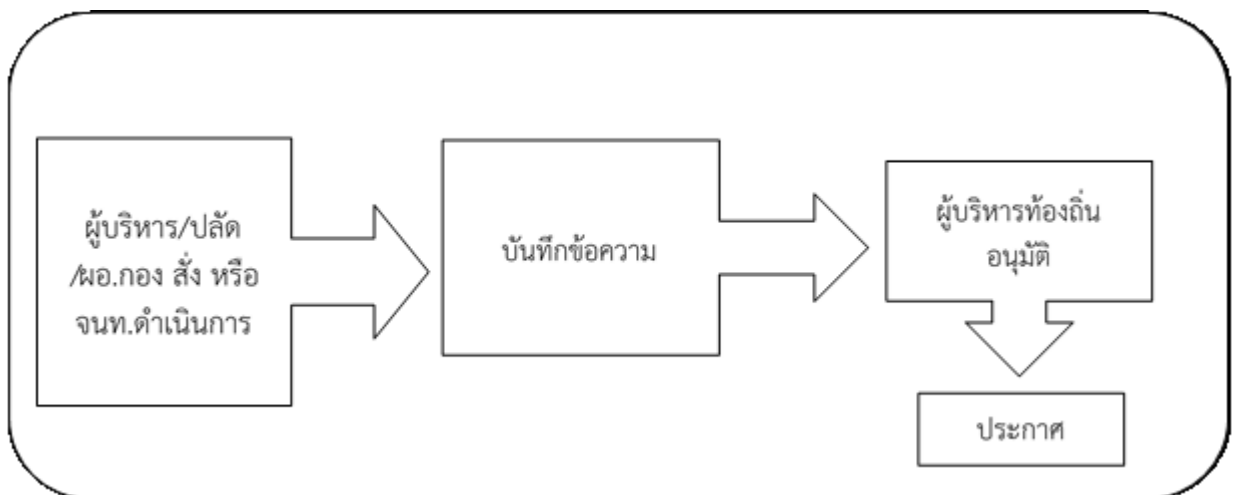 ผู้บริหาร/ปลัด
/ผอ.กอง สั่ง หรือ
จนท.ดำเนินการ
บันทึกข้อความ
ผู้บริหารท้องถิ่น
อนุมัติ
ประกาศ